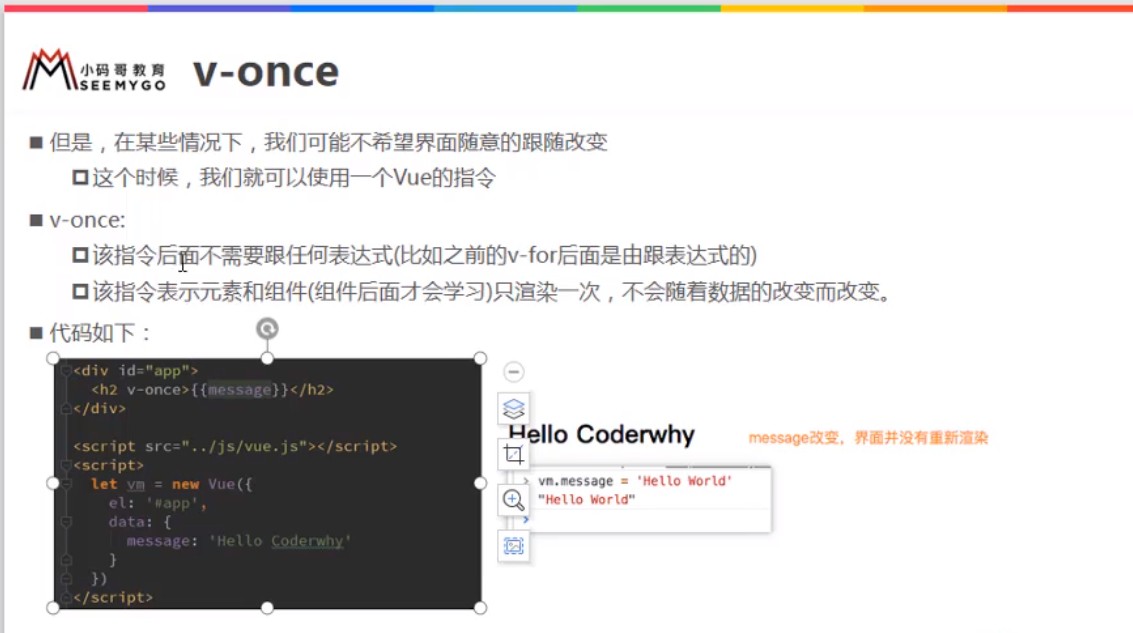 小码哥教育
SEEMYGO
v-once
但是，在某些情况下，我们可能不希望界面随意的跟随改变
这个时候，我们就可以使用一个Vue的指令
v-once:
该指令后面不需要跟任何表达式(比如之前的v-for后面是由跟表达式的)
该指令表示元素和组件(组件后面才会学习)只渲染一次，不会随着数据的改变而改变。
代码如下：
<div id="app">
<h2 v-once>{{message}}</h2>
</div>
<script src="../js/vue.js"></script>
<script>
let vm = new Vue({
el: '#app',
data: {
message: 'Hello Coderwhy'
}
})
</script>
Hello Coderwhy
message改变，界面并没有重新渲染
> vm.message = 'Hello World'
"Hello World"
>